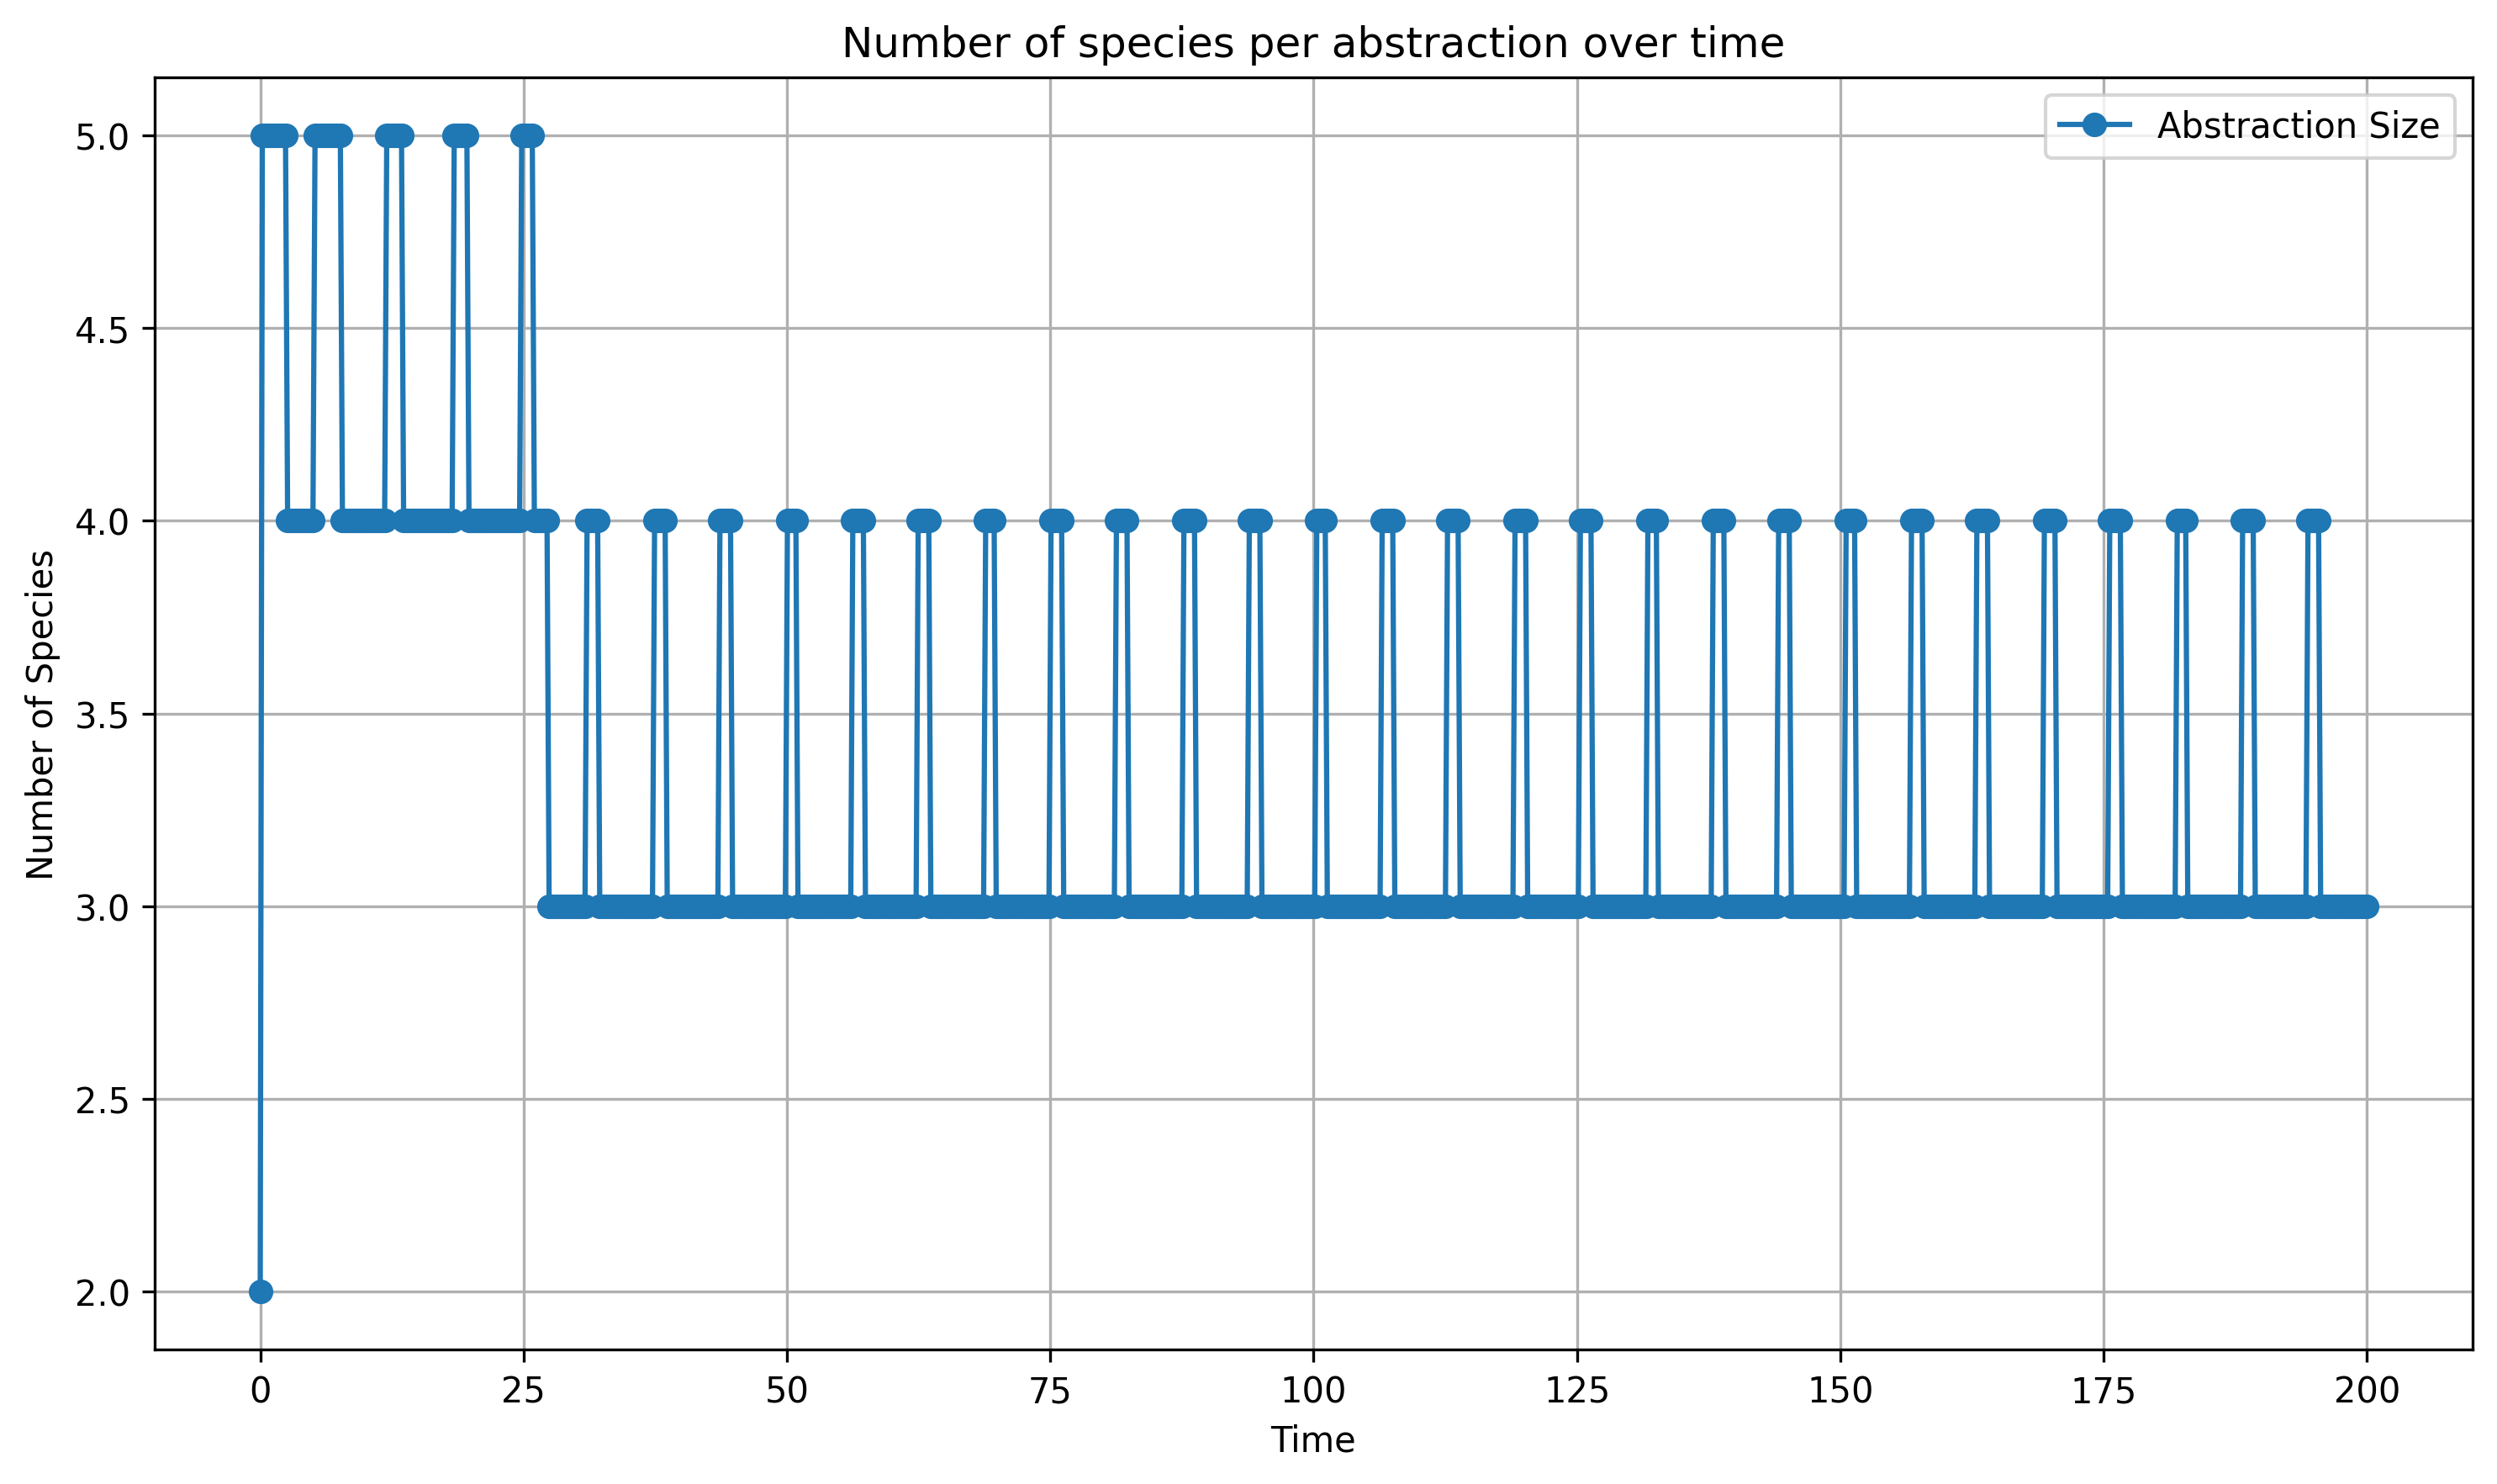 Number of species per abstraction over time
Abstraction Size
5.0
4.5
4.0
3.5
3.0
2.5
2.0
Number of Species
0 25 50 75 100 125 150 175 200
Time